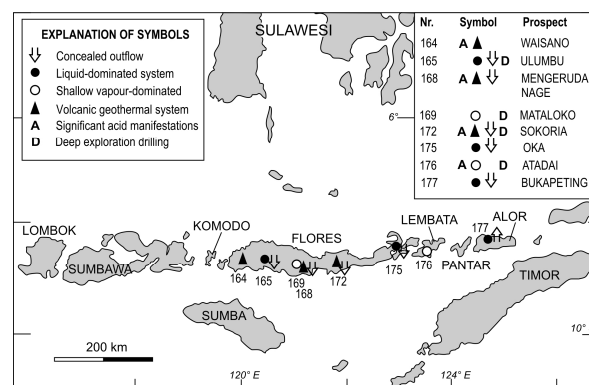 EXPLANATION OF SYMBOLS
Concealed outflow
Liquid-dominated system
Shallow vapour-dominated
Volcanic geothermal system
A Significant acid manifestations
D Deep exploration drilling
SULAWESI
Nr. Symbol Prospect
164 A WAISANO
165 D ULUMBU
168 A MENGERUDA
NAGE
169 D MATALOKO
172 A D SOKORIA
175 OKA
176 A D ATADAI
177 BUKAPETING
6°
LOMBOK
SUMBAWA
KOMODO
FLORES
LEMBATA
ALOR
PANTAR
TIMOR
SUMBA
164
165
169
168
172
175
176
177
200 km
120° E
124° E
10°